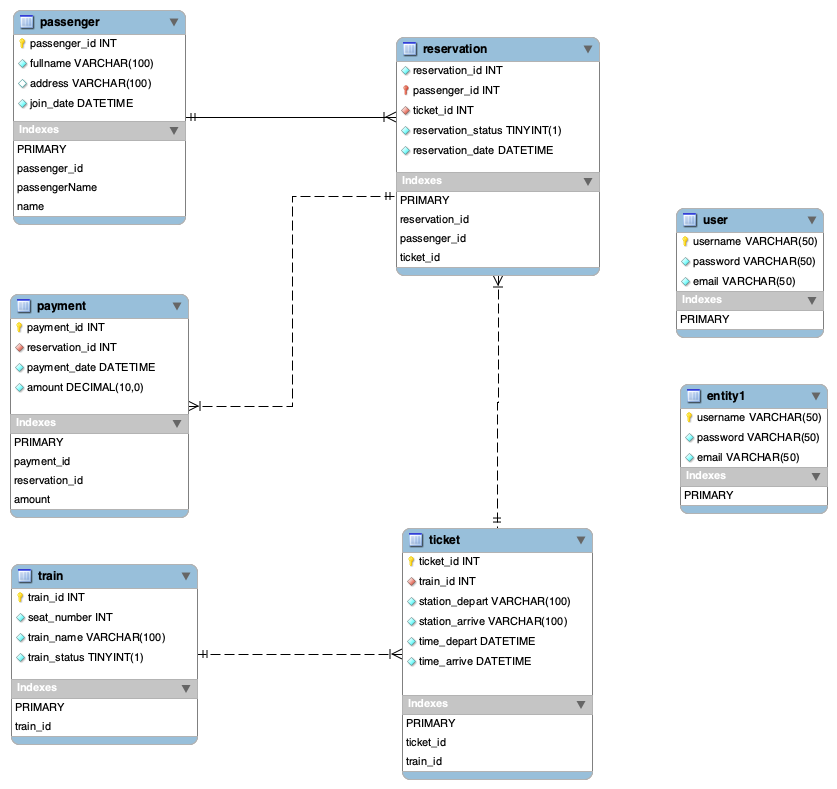 passenger
passenger_id INT
fullname VARCHAR(100)
address VARCHAR(100)
join_date DATETIME
Indexes
PRIMARY
passenger_id
passengerName
name
reservation
reservation_id INT
passenger_id INT
ticket_id INT
reservation_status TINYINT(1)
reservation_date DATETIME
Indexes
PRIMARY
reservation_id
passenger_id
ticket_id
user
username VARCHAR(50)
password VARCHAR(50)
email VARCHAR(50)
Indexes
PRIMARY
payment
payment_id INT
reservation_id INT
payment_date DATETIME
amount DECIMAL(10,0)
Indexes
PRIMARY
payment_id
reservation_id
amount
entity1
username VARCHAR(50)
password VARCHAR(50)
email VARCHAR(50)
Indexes
PRIMARY
train
train_id INT
seat_number INT
train_name VARCHAR(100)
train_status TINYINT(1)
Indexes
PRIMARY
train_id
ticket
ticket_id INT
train_id INT
station_depart VARCHAR(100)
station_arrive VARCHAR(100)
time_depart DATETIME
time_arrive DATETIME
Indexes
PRIMARY
ticket_id
train_id